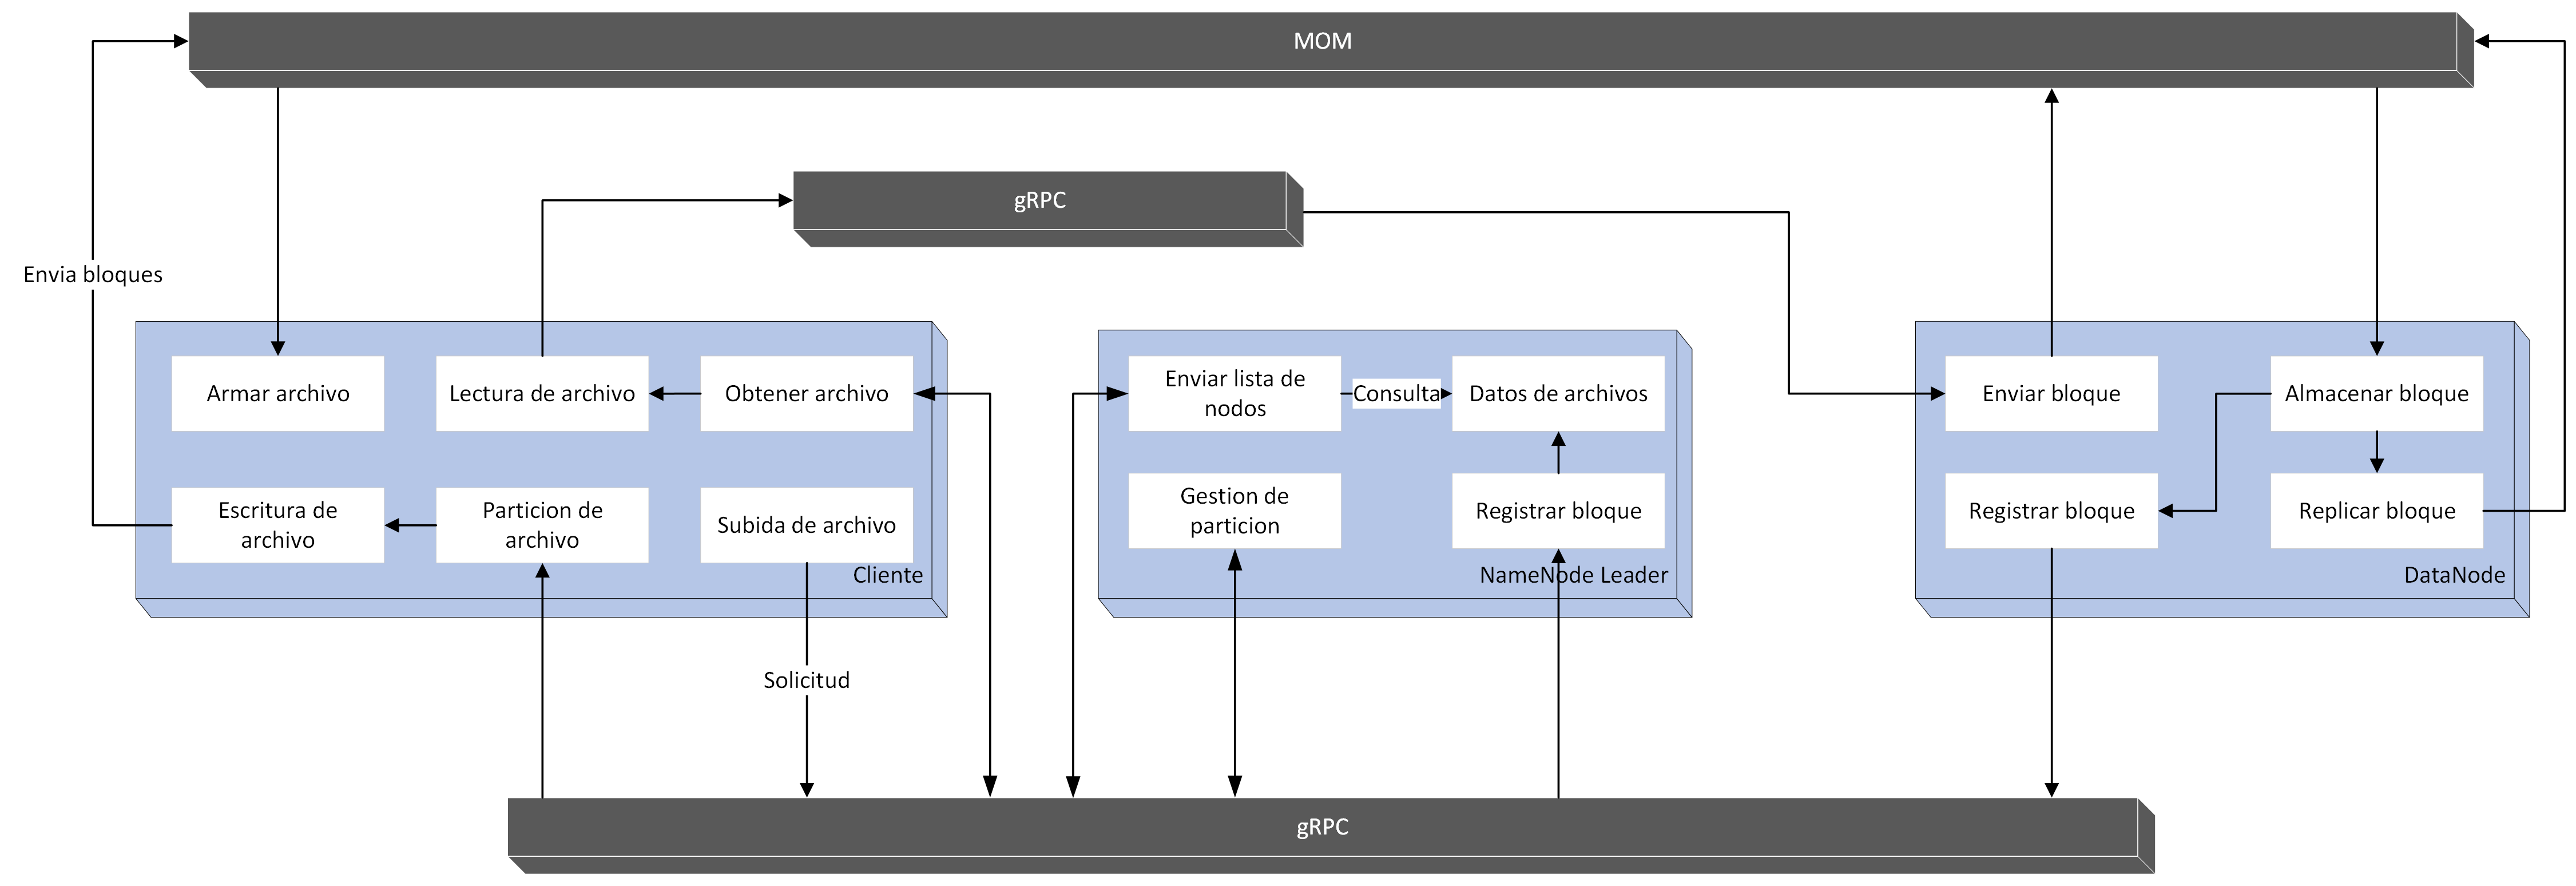 MOM
gRPC
Envia bloques
Armar archivo
Lectura de archivo
Obtener archivo
Escritura de
archivo
Particion de
archivo
Subida de archivo
Cliente
Solicitud
Enviar lista de
nodos
Consulta
Datos de archivos
Gestion de
particion
Registrar bloque
NameNode Leader
Enviar bloque
Almacenar bloque
Registrar bloque
Replicar bloque
DataNode
gRPC